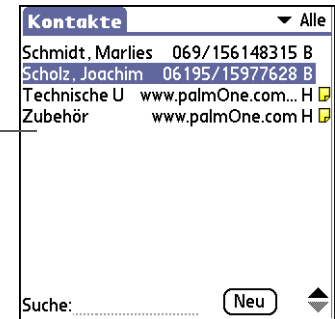 Kontakte Alle
Schmidt, Marlies 069/156148315 B
Scholz, Joachim 06195/15977628 B
Technische U www.palmOne.com... H
Zubehör www.palmOne.com H
Suche: Neu